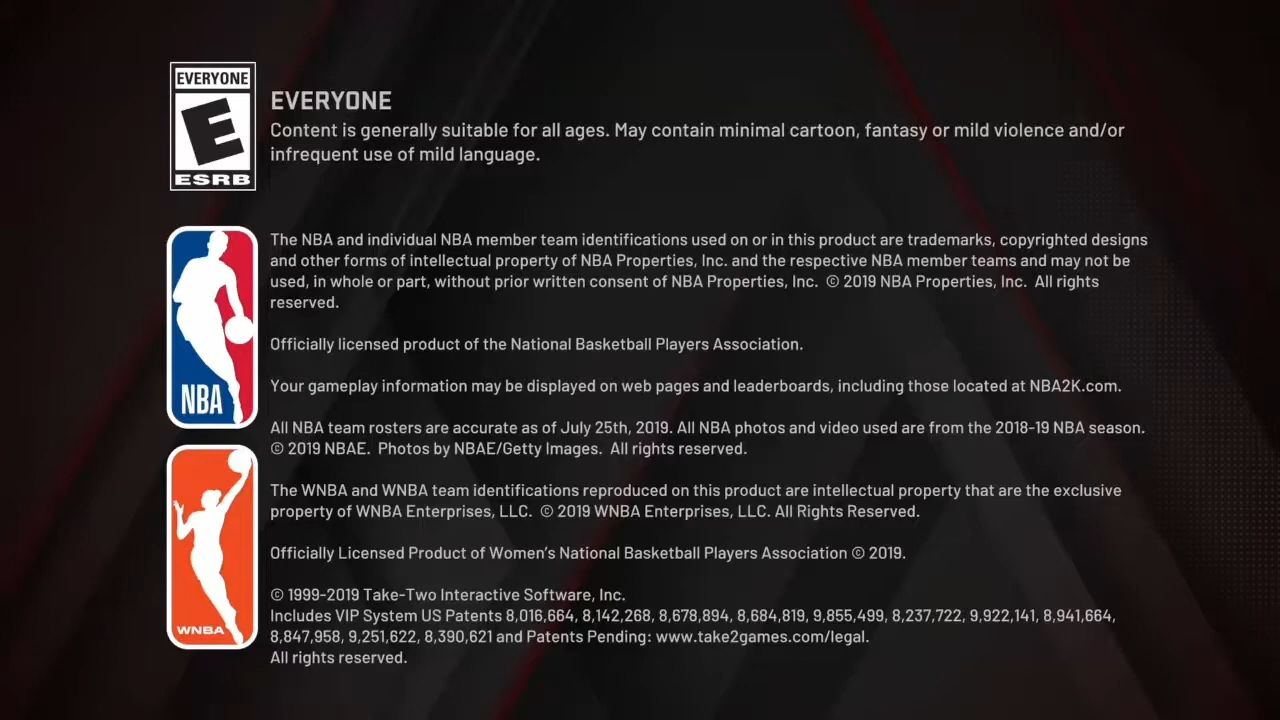 EVERYONE
E
ESRB
EVERYONE
Content is generally suitable for all ages. May contain minimal cartoon, fantasy or mild violence and/or
infrequent use of mild language.
The NBA and individual NBA member team identifications used on or in this product are trademarks, copyrighted designs
and other forms of intellectual property of NBA Properties, Inc. and the respective NBA member teams and may not be
used, in whole or part, without prior written consent of NBA Properties, Inc. © 2019 NBA Properties, Inc. All rights
reserved.
Officially licensed product of the National Basketball Players Association.
Your gameplay information may be displayed on web pages and leaderboards, including those located at NBA2K.com.
NBA
All NBA team rosters are accurate as of July 25th, 2019. All NBA photos and video used are from the 2018-19 NBA season.
© 2019 NBAE. Photos by NBAE/Getty Images. All rights reserved.
The WNBA and WNBA team identifications reproduced on this product are intellectual property that are the exclusive
property of WNBA Enterprises, LLC. © 2019 WNBA Enterprises, LLC. All Rights Reserved.
Officially Licensed Product of Women's National Basketball Players Association © 2019.
© 1999-2019 Take-Two Interactive Software, Inc.
Includes VIP System US Patents 8,016,664, 8,142,268, 8,678,894, 8,684,819, 9,855,499, 8,237,722, 9,922,141, 8,941,664,
8,847,958, 9,251,622, 8,390,621 and Patents Pending: www.take2games.com/legal.
All rights reserved.
WNBA